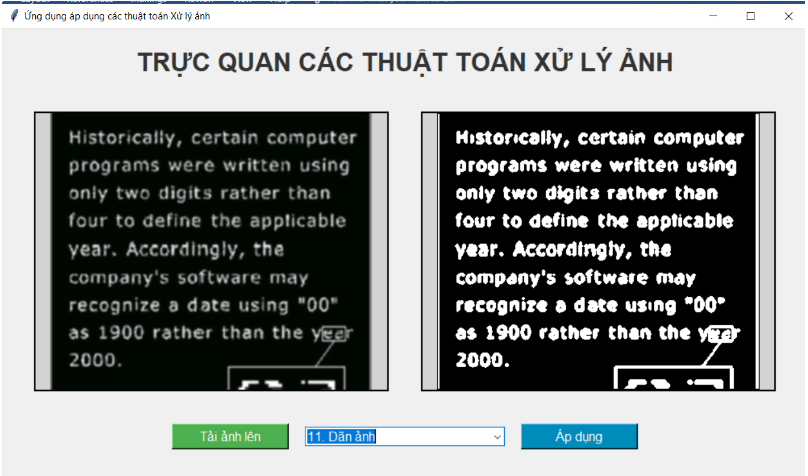 Ứng dụng áp dụng các thuật toán Xử lý ảnh
TRỰC QUAN CÁC THUẬT TOÁN XỬ LÝ ẢNH
Historically, certain computer
programs were written using
only two digits rather than
four to define the applicable
year. Accordingly, the
company's software may
recognize a date using "00"
as 1900 rather than the year
2000.
Historically, certain computer
programs were written using
only two digits rather than
four to define the applicable
year. Accordingly, the
company's software may
recognize a date using "00"
as 1900 rather than the year
2000.
Tải ảnh lên
11. Dãn ảnh
Áp dụng